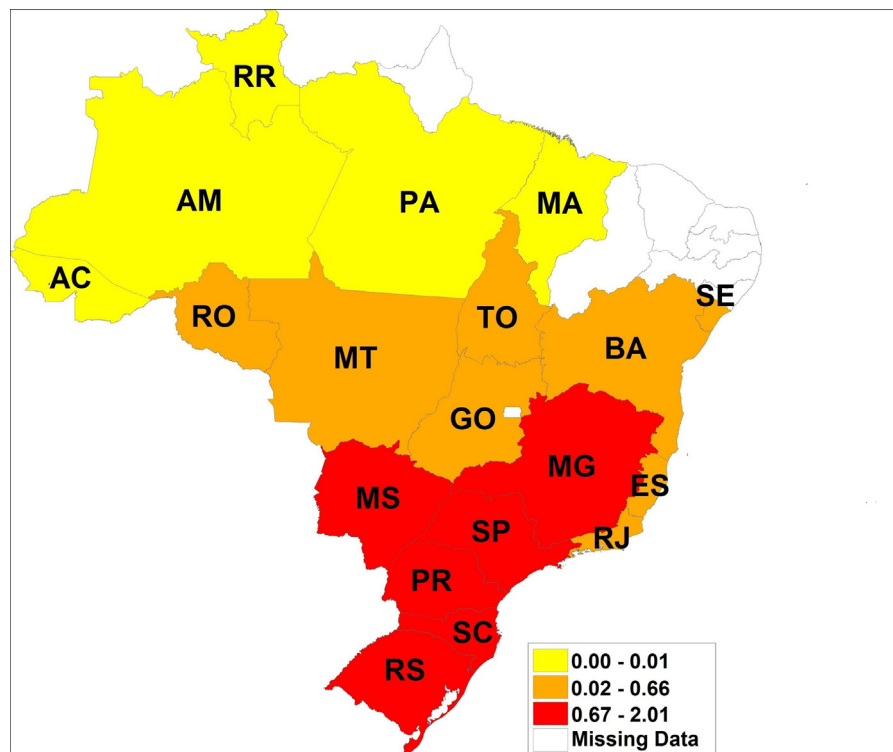 RR
AM
PA
MA
AC
SE
RO
TO
BA
MT
GO
MG
MS
ES
SP
RJ
PR
SC
RS
0.00 - 0.01
0.02 - 0.66
0.67 - 2.01
Missing Data